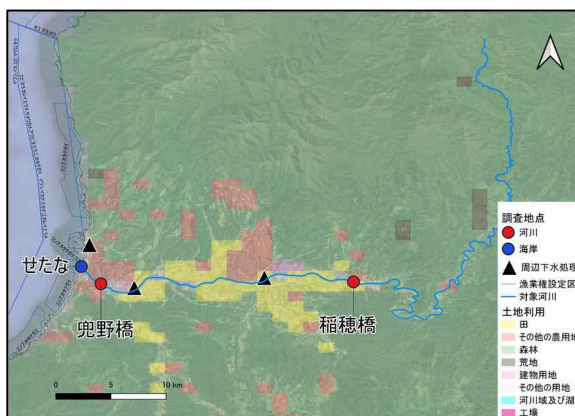 せたな
兜野橋
稲穂橋
0 5 10 km
調査地点
河川
海岸
周辺下水処理
漁業権設定区
対象河川
土地利用
田
その他の農用地
森林
荒地
建物用地
その他の用地
河川域及び湖
工場